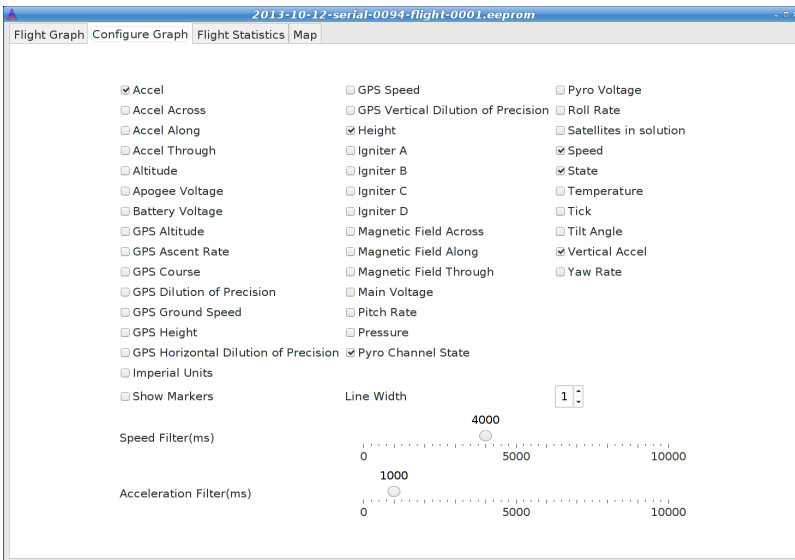 2013-10-12-serial-0094-flight-0001.eeprom
Flight Graph Configure Graph Flight Statistics Map
Accel GPS Speed Pyro Voltage
Accel Across GPS Vertical Dilution of Precision Roll Rate
Accel Along Height Satellites in solution
Accel Through Igniter A Speed
Altitude Igniter B State
Apogee Voltage Igniter C Temperature
Battery Voltage Igniter D Tick
GPS Altitude Magnetic Field Across Tilt Angle
GPS Ascent Rate Magnetic Field Along Vertical Accel
GPS Course Magnetic Field Through Yaw Rate
GPS Dilution of Precision Main Voltage
GPS Ground Speed Pitch Rate
GPS Height Pressure
GPS Horizontal Dilution of Precision Pyro Channel State
Imperial Units
Show Markers Line Width 1
4000
Speed Filter(ms)
0 5000 10000
1000
Acceleration Filter(ms)
0 5000 10000